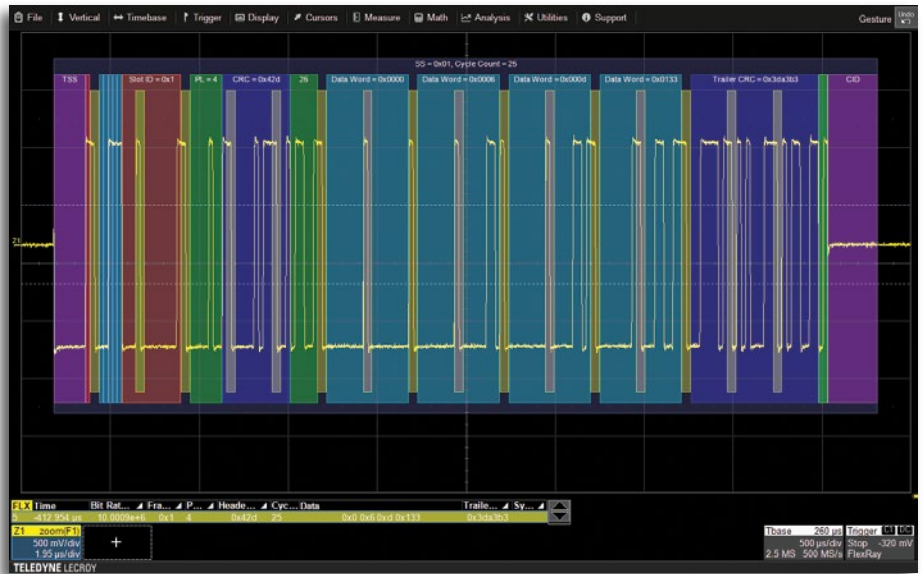 File Vertical Timebase Trigger Display Cursors Measure Math Analysis Utilities Support Gesture Undo
SS = 0x01, Cycle Count = 25
TSS Slot ID = 0x1 PL = 4 CRC = 0x42d 26 Data Word = 0x0000 Data Word = 0x0006 Data Word = 0x000d Data Word = 0x0133 Trailer CRC = 0x3da3b3 CID
Z1
FLX Time Bit Rat... Fra... P... Heade... Cyc... Data Traile... Sy...
5 -412.954 µs 10.0009e+6 0x1 4 0x42d 25 0x0 0x6 0xd 0x133 0x3da3b3
Z1 zoom(F1) Tbase 260 µs Trigger C1 DC
500 mV/div 500 µs/div Stop -320 mV
1.95 µs/div 2.5 MS 500 MS/s FlexRay
TELEDYNE LECROY